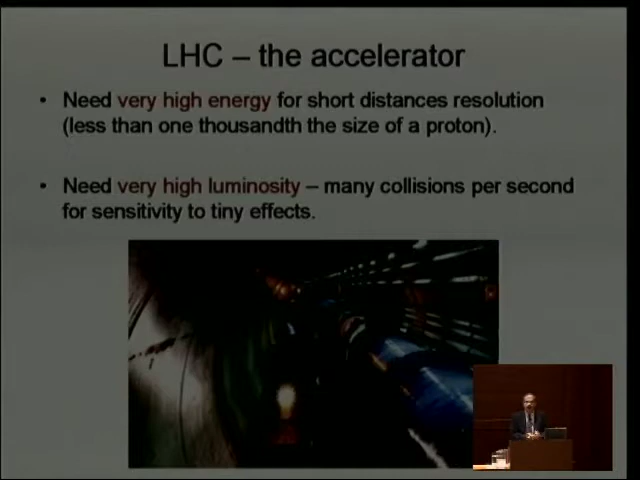 LHC – the accelerator
• Need very high energy for short distances resolution
(less than one thousandth the size of a proton).
• Need very high luminosity – many collisions per second
for sensitivity to tiny effects.